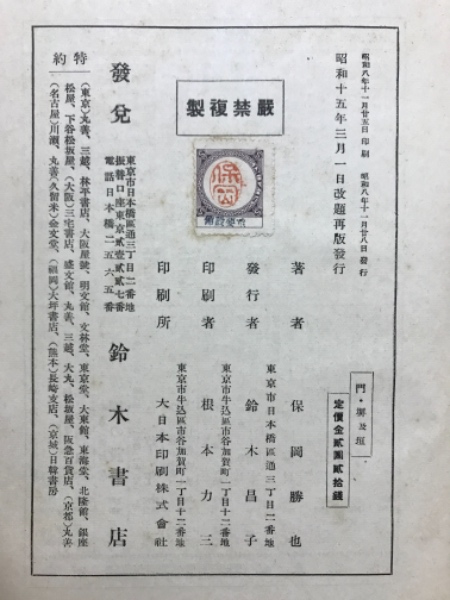 昭和八年十一月廿五日印刷　昭和八年十一月廿八日發行
昭和十五年三月一日改題再版發行
門・塀及垣
定價金貳圓貳拾錢
嚴禁複製
保岡
著者　保岡勝也
東京市日本橋區通三丁目二番地
發行者　鈴木昌子
東京市牛込區市谷加賀町一丁目十二番地
印刷者　根本力三
東京市牛込區市谷加賀町一丁目十二番地
印刷所　大日本印刷株式會社
發兌
東京市日本橋區通三丁目二番地
振替口座東京貳壹貳貳七番
電話日本橋二五六五番
鈴木書店
特約
(東京)丸善、三越、林平書店、大阪屋號、明文館、文林堂、東京堂、大東館、東海堂、北隆館、銀座
松屋、下谷松坂屋、(大阪)三宅書店、盛文館、丸善、三越、大丸、松坂屋、阪急百貨店、(京都)丸善
(名古屋)川瀬、丸善(久留米)金文堂、(福岡)大坪書店、(熊本)長崎支店、(京城)日韓書房